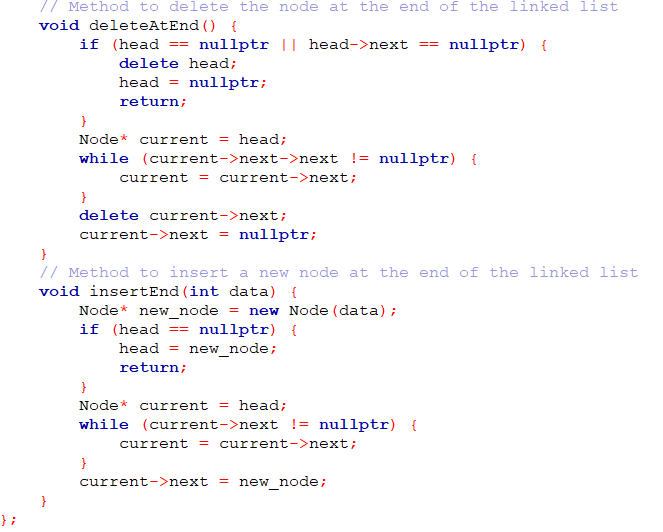 // Method to delete the node at the end of the linked list
void deleteAtEnd() {
if (head == nullptr || head->next == nullptr) {
delete head;
head = nullptr;
return;
}
Node* current = head;
while (current->next->next != nullptr) {
current = current->next;
}
delete current->next;
current->next = nullptr;
}
// Method to insert a new node at the end of the linked list
void insertEnd(int data) {
Node* new_node = new Node(data);
if (head == nullptr) {
head = new_node;
return;
}
Node* current = head;
while (current->next != nullptr) {
current = current->next;
}
current->next = new_node;
}
};